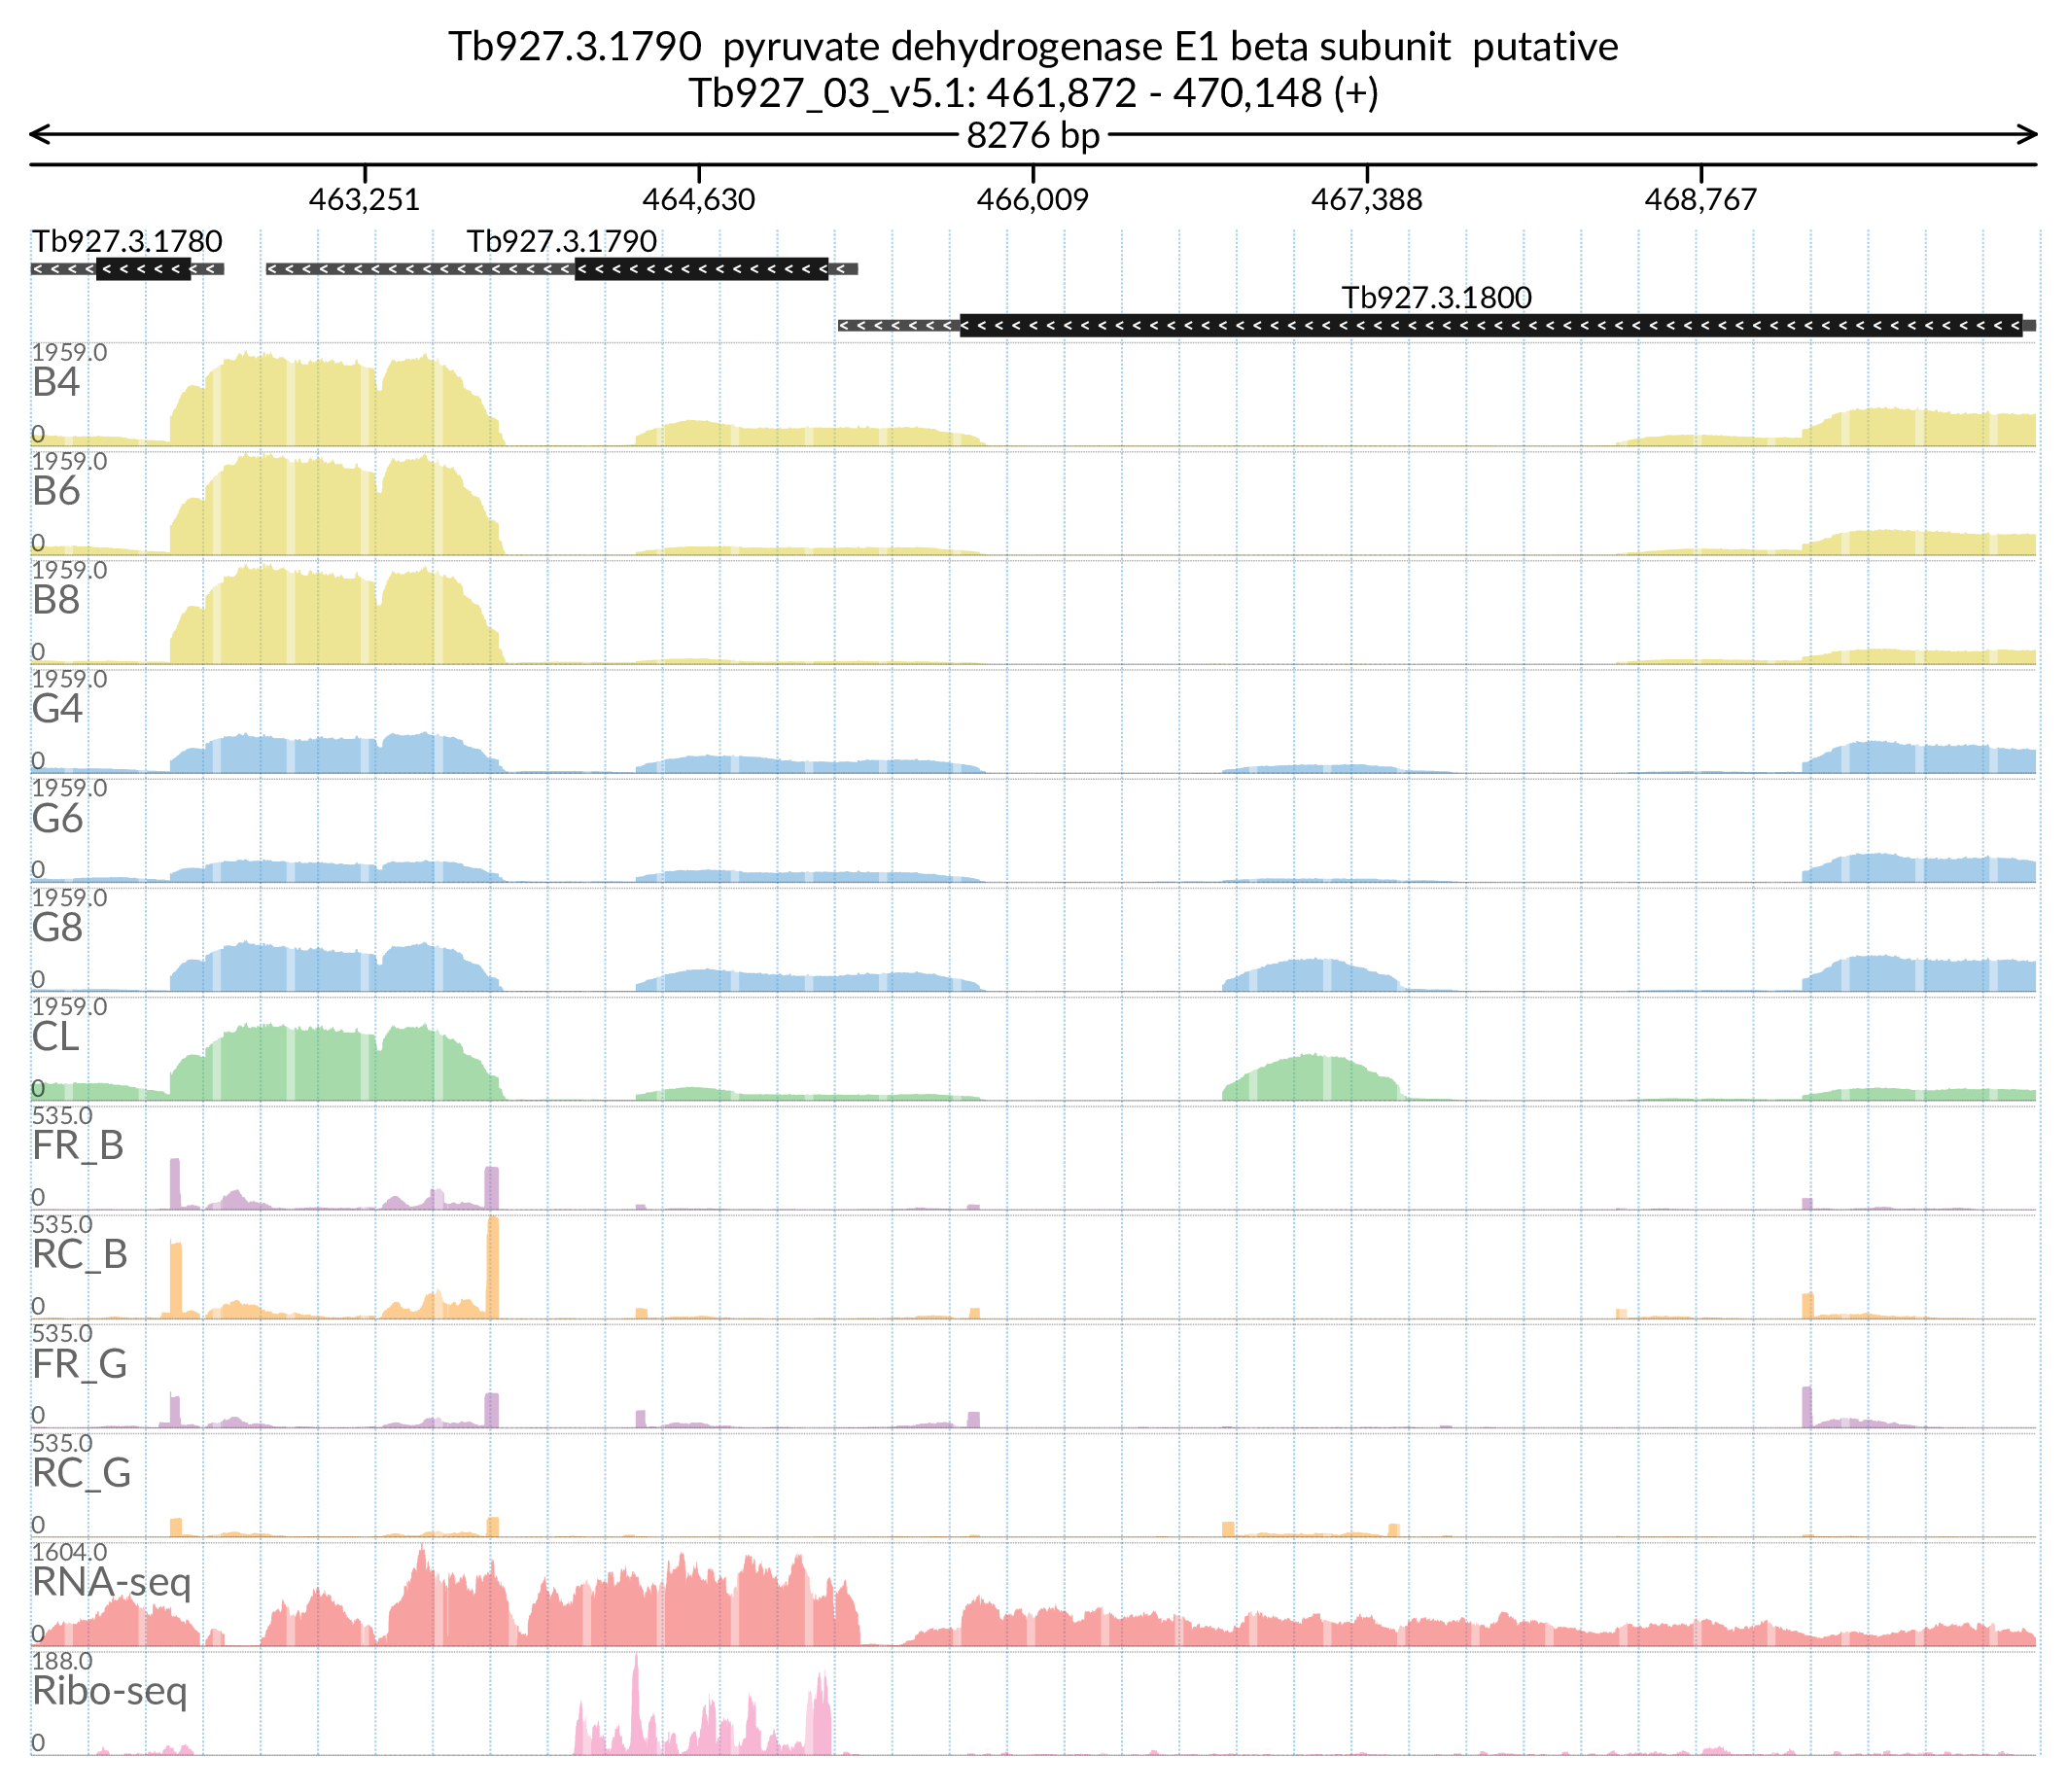 Tb927.3.1790  pyruvate dehydrogenase E1 beta subunit  putative
Tb927_03_v5.1: 461,872 - 470,148 (+)
8276 bp
463,251 464,630 466,009 467,388 468,767
Tb927.3.1780 Tb927.3.1790
Tb927.3.1800
1959.0
B4
0
1959.0
B6
0
1959.0
B8
0
1959.0
G4
0
1959.0
G6
0
1959.0
G8
0
1959.0
CL
0
535.0
FR_B
0
535.0
RC_B
0
535.0
FR_G
0
535.0
RC_G
0
1604.0
RNA-seq
0
188.0
Ribo-seq
0